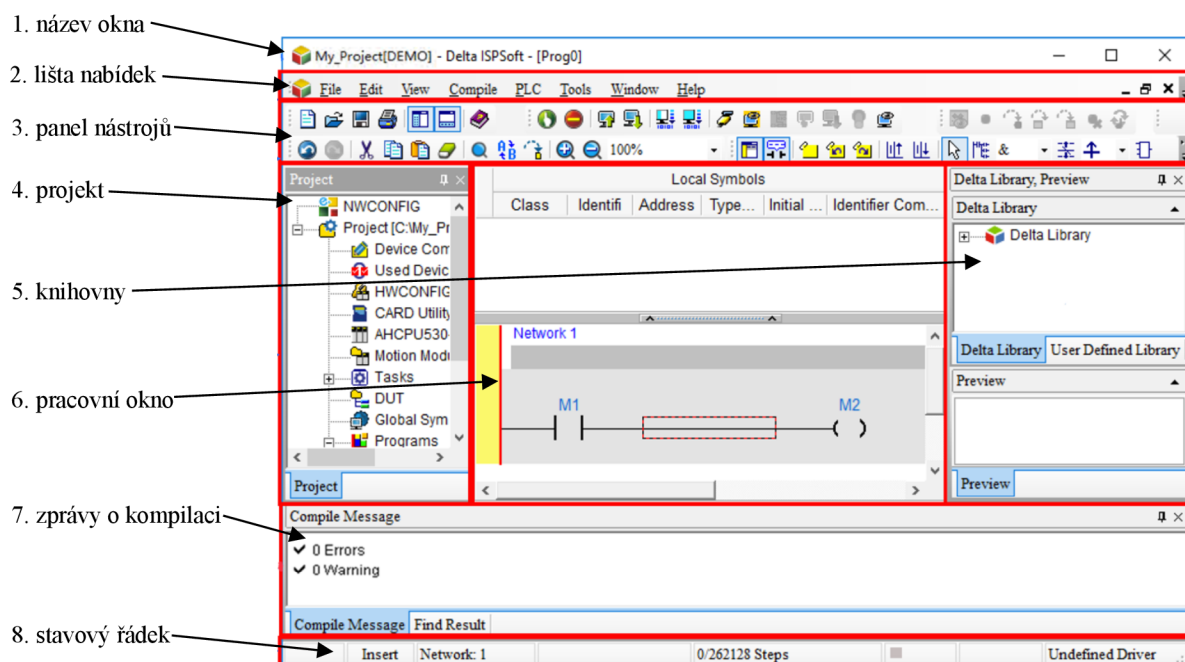 1. název okna
My_Project[DEMO] - Delta ISPSoft - [Prog0]
2. lišta nabídek
File Edit View Compile PLC Tools Window Help
3. panel nástrojů
100%
&
4. projekt
Project
NWCONFIG
Project [C:\My_Pr
Device Com
Used Devic
HWCONFIG
CARD Utility
AHCPU530
Motion Modu
Tasks
DUT
Global Sym
Programs
Project
Local Symbols
Class Identifi Address Type... Initial ... Identifier Com...
Network 1
M1 M2
Delta Library, Preview
Delta Library
Delta Library
Delta Library User Defined Library
Preview
Preview
5. knihovny
6. pracovní okno
7. zprávy o kompilaci
Compile Message
0 Errors
0 Warning
Compile Message Find Result
8. stavový řádek
Insert Network: 1 0/262128 Steps Undefined Driver